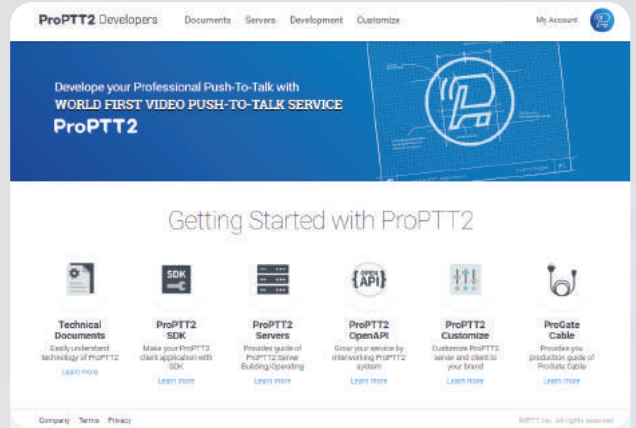 ProPTT2 Developers
Documents Servers Development Customize
My Account
Develope your Professional Push-To-Talk with
WORLD FIRST VIDEO PUSH-TO-TALK SERVICE
ProPTT2
Getting Started with ProPTT2
SDK
OPEN
{API}
Technical
Documents
Easily understand
technology of ProPTT2
Learn more
ProPTT2
SDK
Make your ProPTT2
client application with
SDK
Learn more
ProPTT2
Servers
Provides guide of
ProPTT2 Server
Building/Operating
Learn more
ProPTT2
OpenAPI
Grow your service by
interworking ProPTT2
system
Learn more
ProPTT2
Customize
Customize ProPTT2
server and client to
your brand
Learn more
ProGate
Cable
Provides you
production guide of
ProGate Cable
Learn more
Company Terms Privacy
IMPTT Inc. All rights reserved